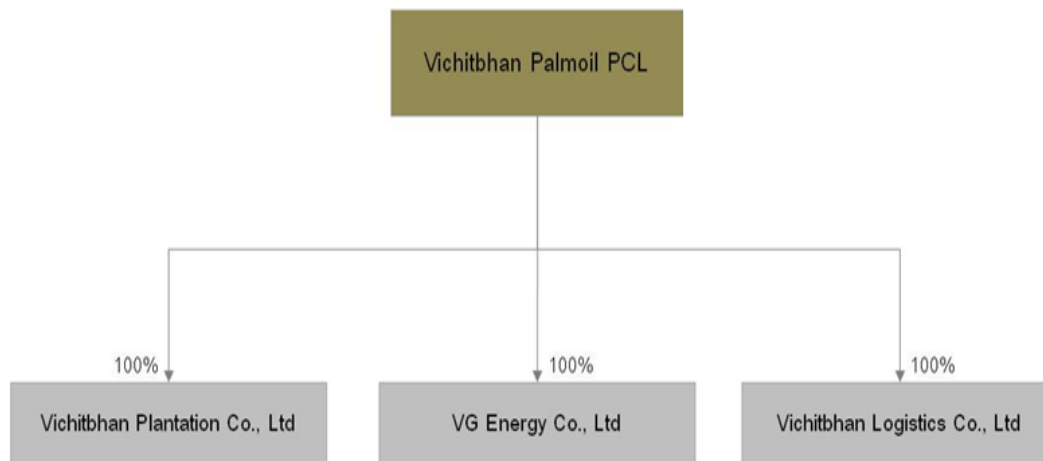 Vichitbhan Palmoil PCL
100%
100%
100%
Vichitbhan Plantation Co., Ltd
VG Energy Co., Ltd
Vichitbhan Logistics Co., Ltd